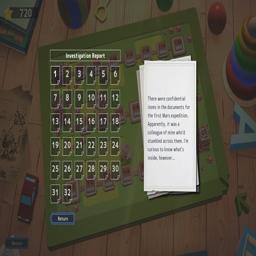 720
Investigation Report
1 2 3 4 5 6
7 8 9 10 11 12
13 14 15 16 17 18
19 20 21 22 23 24
25 26 27 28 29 30
31 32
There were confidential
items in the documents for
the first Mars expedition.
Apparently, it was a
colleague of mine who'd
stumbled across them. I'm
curious to know what's
inside, however...
Return